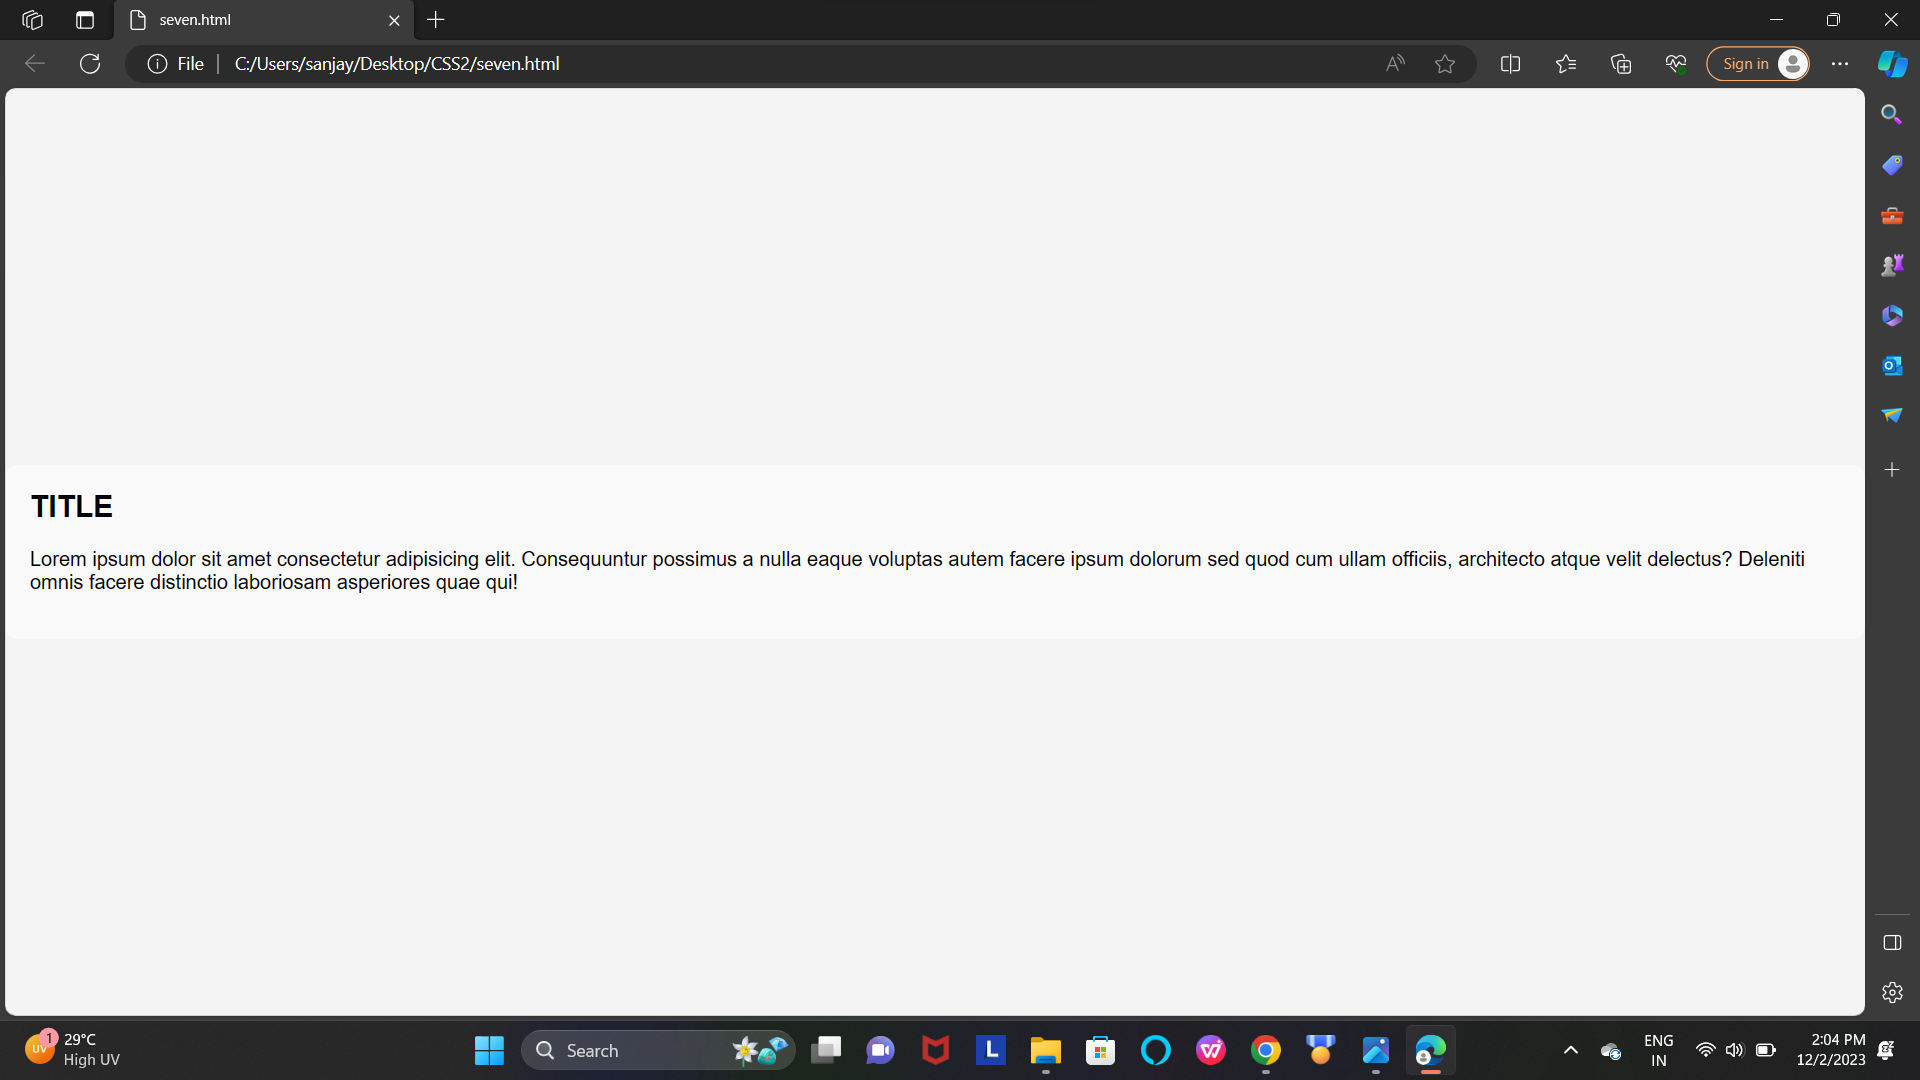 seven.html
File
C:/Users/sanjay/Desktop/CSS2/seven.html
Sign in
TITLE
Lorem ipsum dolor sit amet consectetur adipisicing elit. Consequuntur possimus a nulla eaque voluptas autem facere ipsum dolorum sed quod cum ullam officiis, architecto atque velit delectus? Deleniti
omnis facere distinctio laboriosam asperiores quae qui!
1
UV
29°C
High UV
Search
L
ENG
IN
2:04 PM
12/2/2023